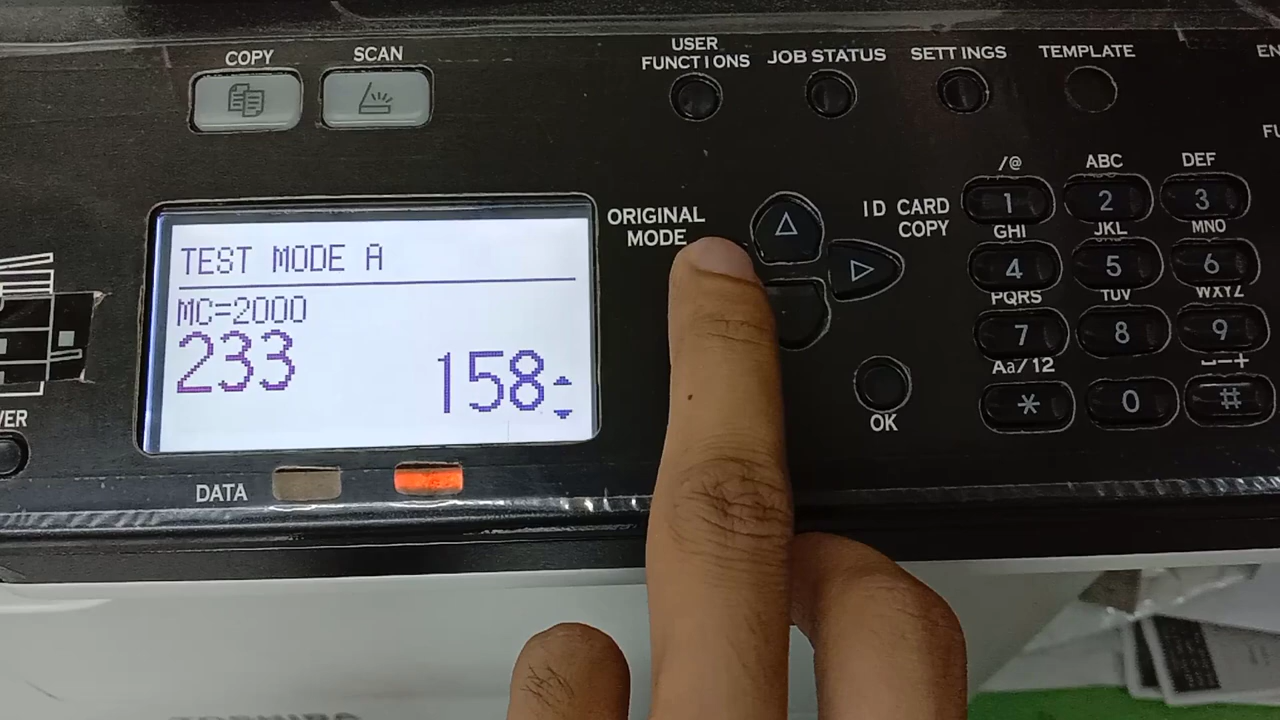 COPY
SCAN
USER
FUNCTIONS
JOB STATUS
SETTINGS
TEMPLATE
ORIGINAL
MODE
ID CARD
COPY
TEST MODE A
MC=2000
233
158
DATA
OK
/@
ABC
DEF
1
2
3
GHI
JKL
MNO
4
5
6
PQRS
TUV
WXYZ
7
8
9
Aa/12
*
0
#
TOSHIBA